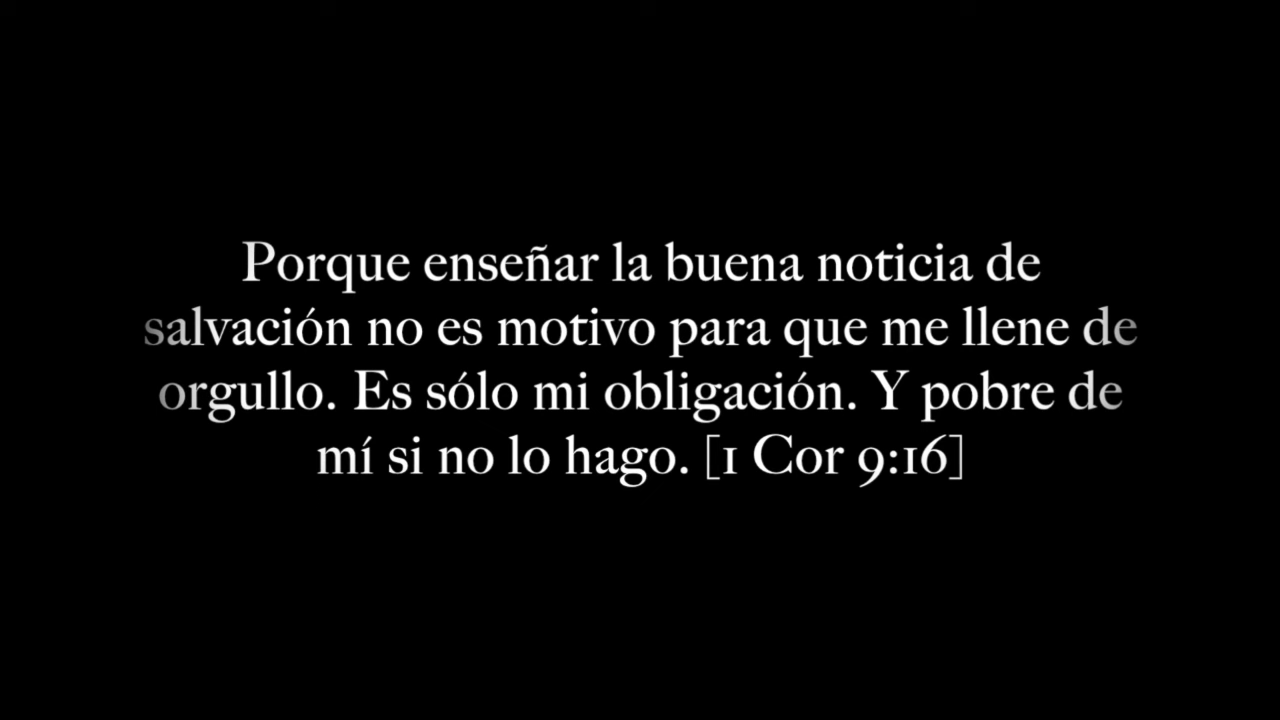 Porque enseñar la buena noticia de
salvación no es motivo para que me llene de
orgullo. Es sólo mi obligación. Y pobre de
mí si no lo hago. [1 Cor 9:16]